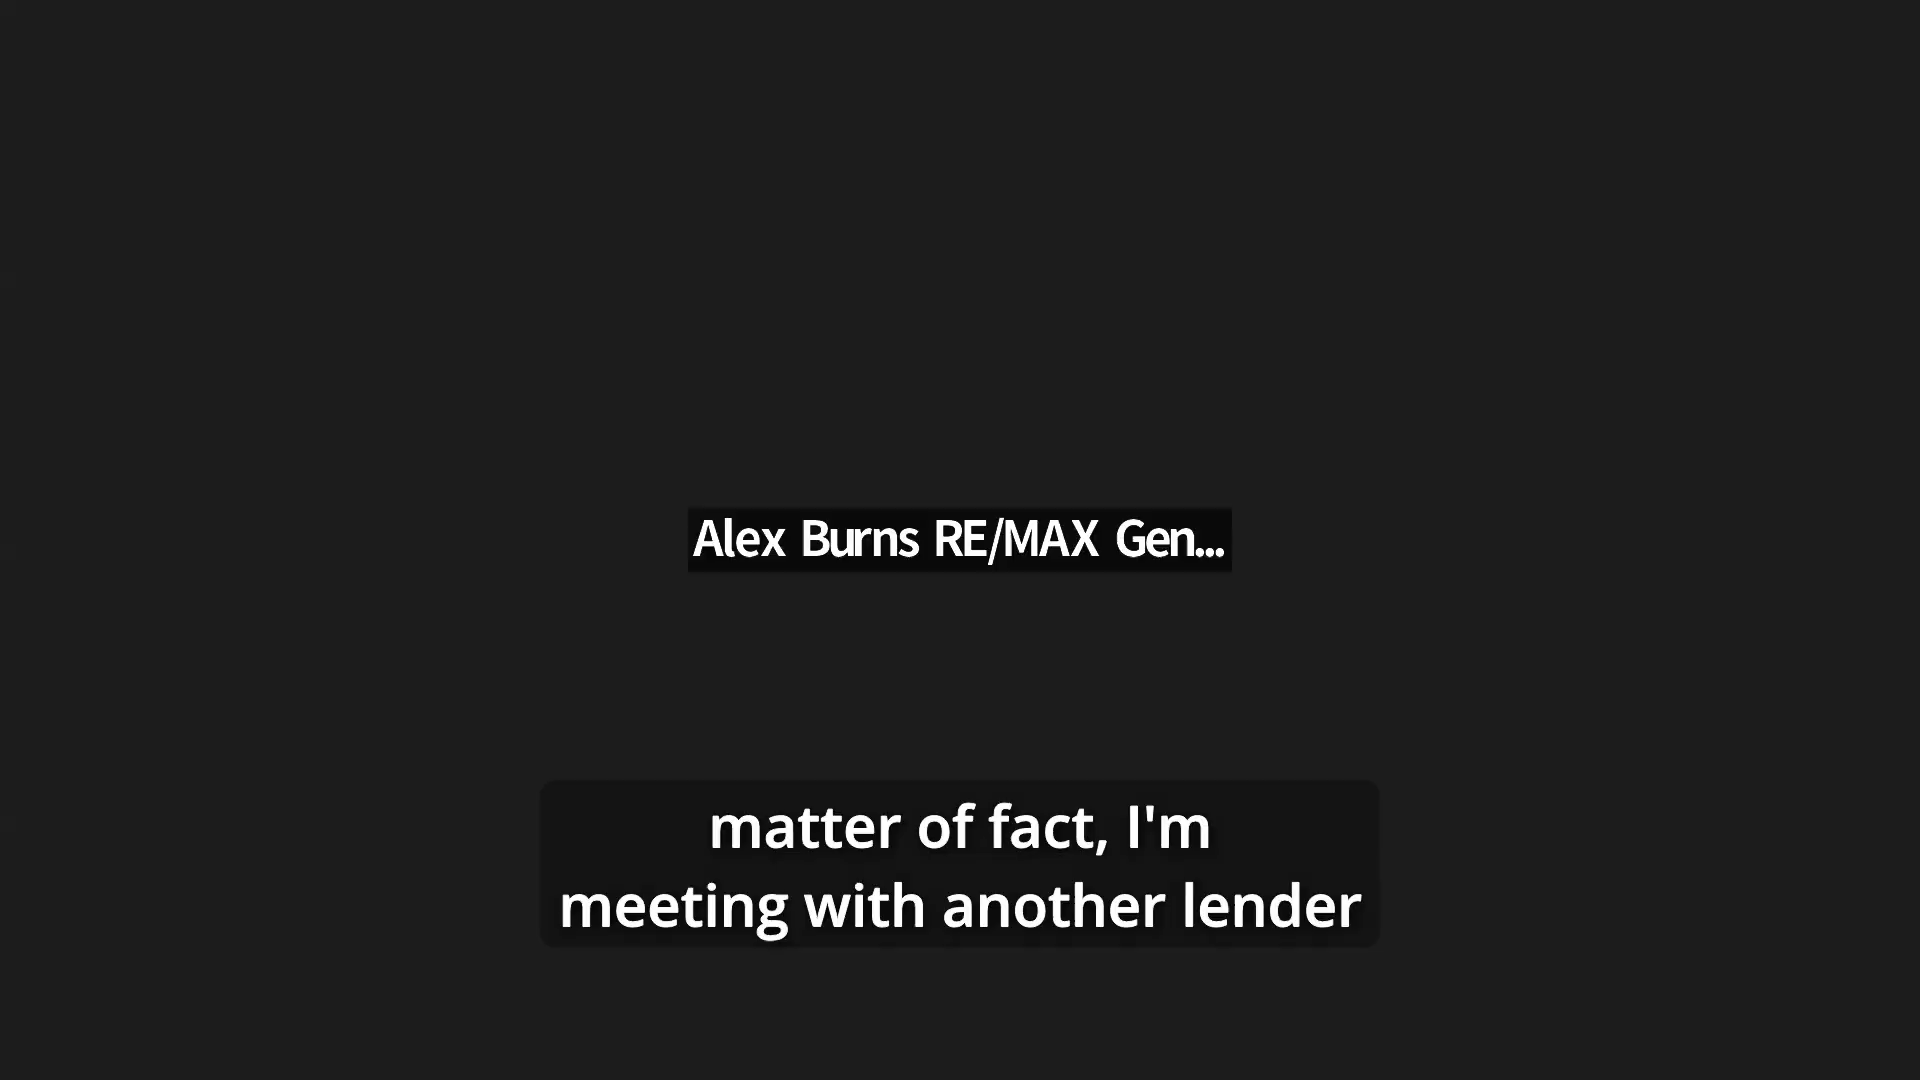 Alex Burns RE/MAX Gen...
matter of fact, I'm
meeting with another lender